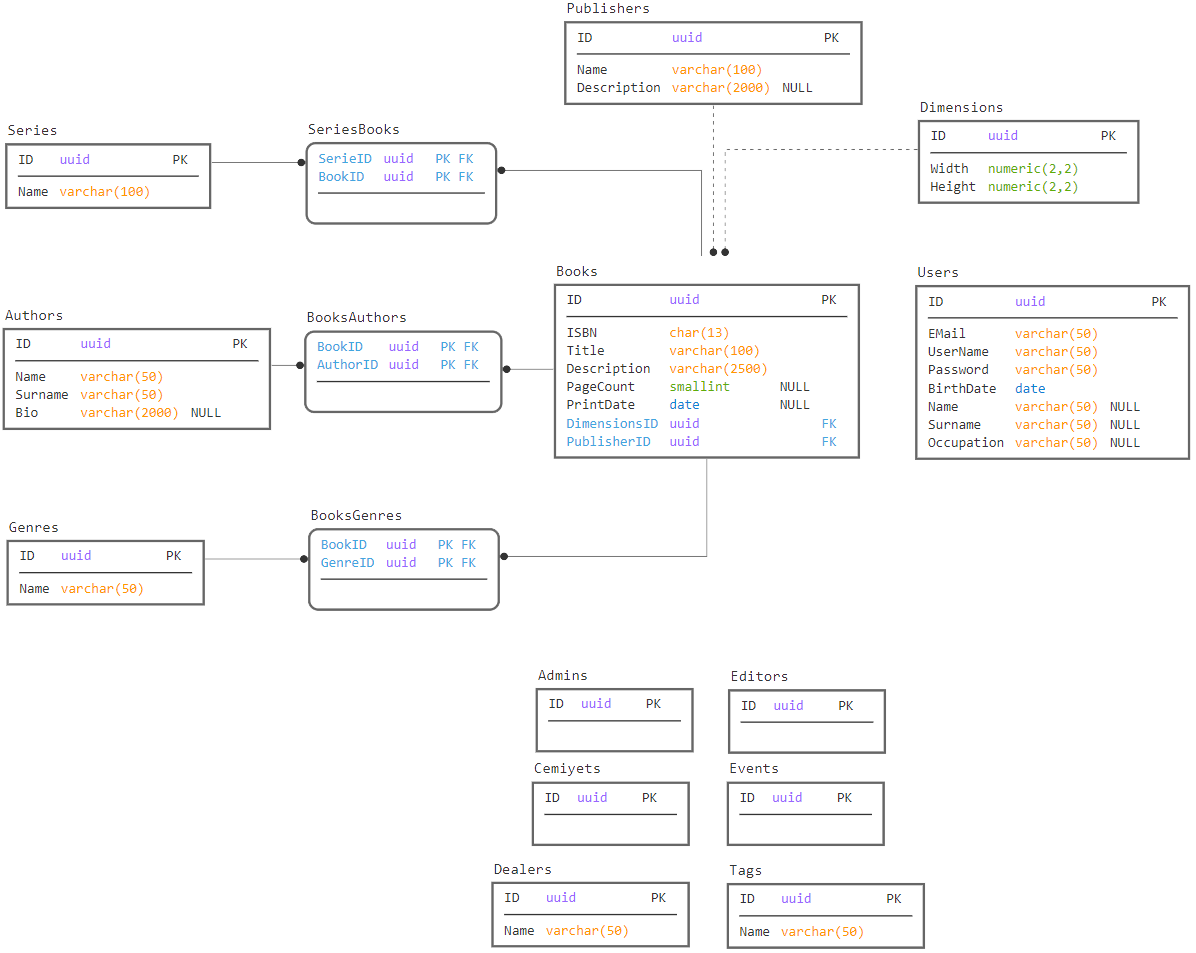 Publishers
ID uuid PK
Name varchar(100)
Description varchar(2000) NULL
Dimensions
ID uuid PK
Width numeric(2,2)
Height numeric(2,2)
Series
ID uuid PK
Name varchar(100)
SeriesBooks
SerieID uuid PK FK
BookID uuid PK FK
Books
ID uuid PK
ISBN char(13)
Title varchar(100)
Description varchar(2500)
PageCount smallint NULL
PrintDate date NULL
DimensionsID uuid FK
PublisherID uuid FK
Users
ID uuid PK
EMail varchar(50)
UserName varchar(50)
Password varchar(50)
BirthDate date
Name varchar(50) NULL
Surname varchar(50) NULL
Occupation varchar(50) NULL
Authors
ID uuid PK
Name varchar(50)
Surname varchar(50)
Bio varchar(2000) NULL
BooksAuthors
BookID uuid PK FK
AuthorID uuid PK FK
Genres
ID uuid PK
Name varchar(50)
BooksGenres
BookID uuid PK FK
GenreID uuid PK FK
Admins
ID uuid PK
Editors
ID uuid PK
Cemiyets
ID uuid PK
Events
ID uuid PK
Dealers
ID uuid PK
Name varchar(50)
Tags
ID uuid PK
Name varchar(50)